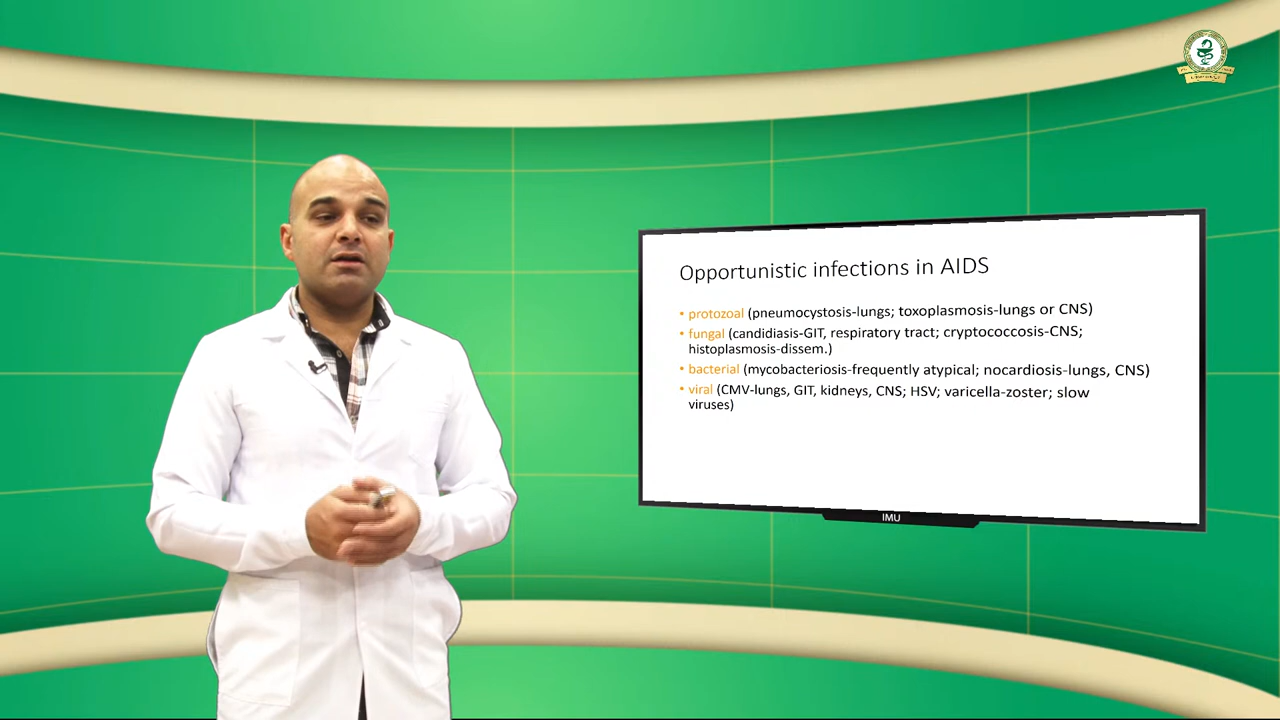 Opportunistic infections in AIDS
• protozoal (pneumocystosis-lungs; toxoplasmosis-lungs or CNS)
• fungal (candidiasis-GIT, respiratory tract; cryptococcosis-CNS;
histoplasmosis-dissem.)
• bacterial (mycobacteriosis-frequently atypical; nocardiosis-lungs, CNS)
• viral (CMV-lungs, GIT, kidneys, CNS; HSV; varicella-zoster; slow
viruses)
IMU